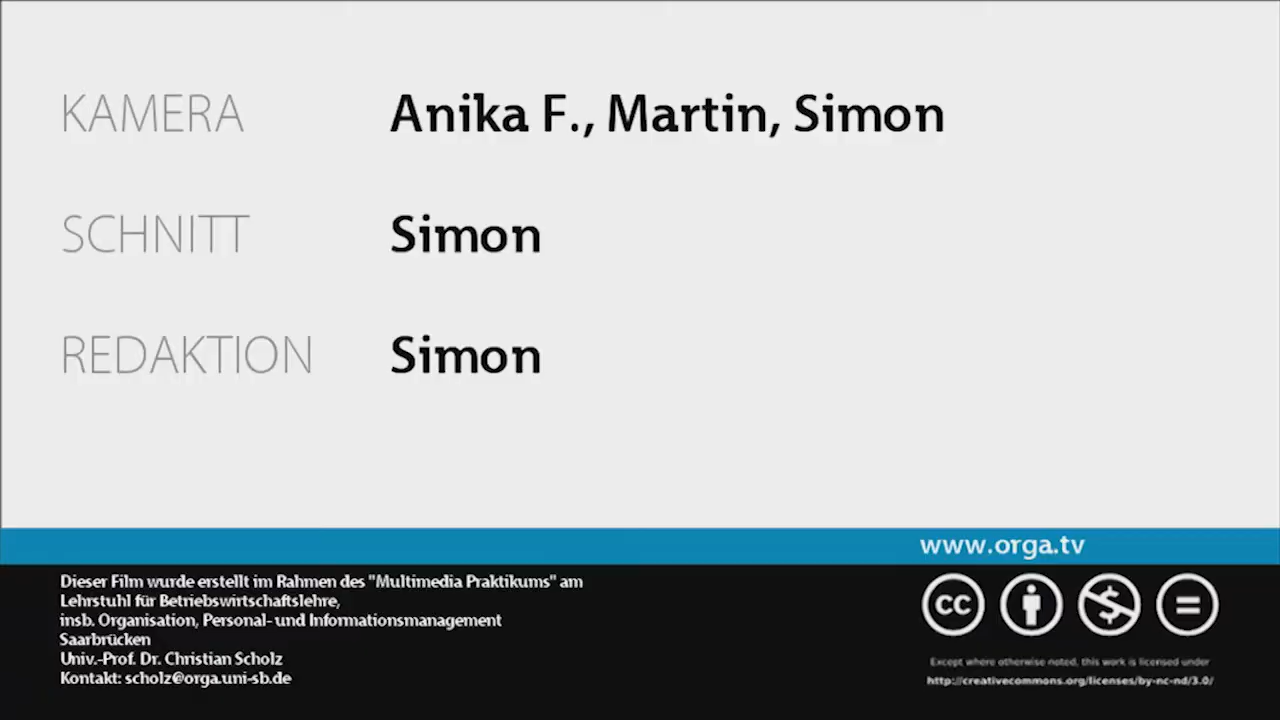 KAMERA Anika F., Martin, Simon
SCHNITT Simon
REDAKTION Simon
www.orga.tv
Dieser Film wurde erstellt im Rahmen des "Multimedia Praktikums" am
Lehrstuhl für Betriebswirtschaftslehre,
insb. Organisation, Personal- und Informationsmanagement
Saarbrücken
Univ.-Prof. Dr. Christian Scholz
Kontakt: scholz@orga.uni-sb.de
cc
Except where otherwise noted, this work is licensed under
http://creativecommons.org/licenses/by-nc-nd/3.0/